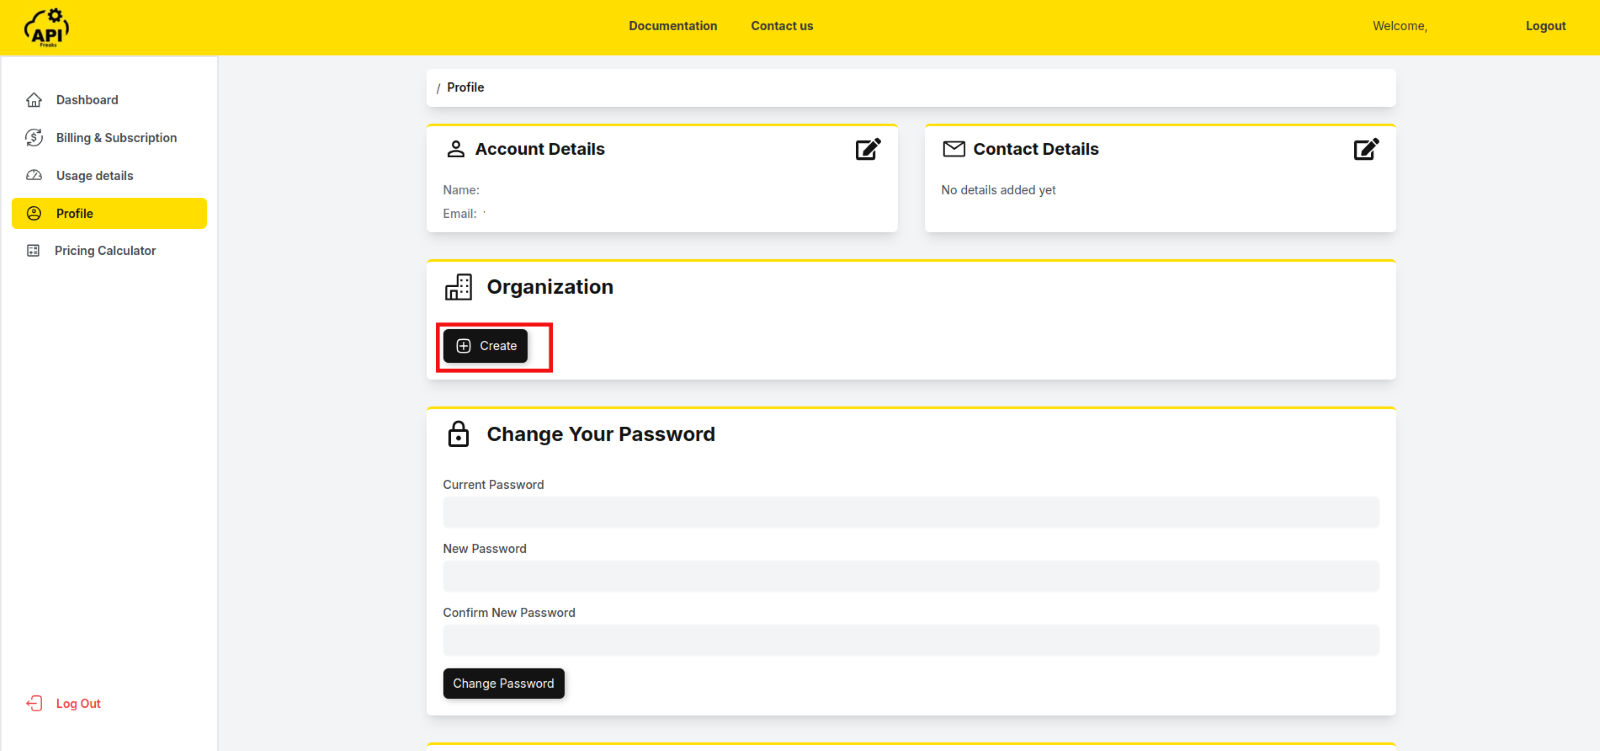 API
Freaks
Documentation
Contact us
Welcome,
Logout
Dashboard
Billing & Subscription
Usage details
Profile
Pricing Calculator
Log Out
/ Profile
Account Details
Name:
Email:
Contact Details
No details added yet
Organization
Create
Change Your Password
Current Password
New Password
Confirm New Password
Change Password